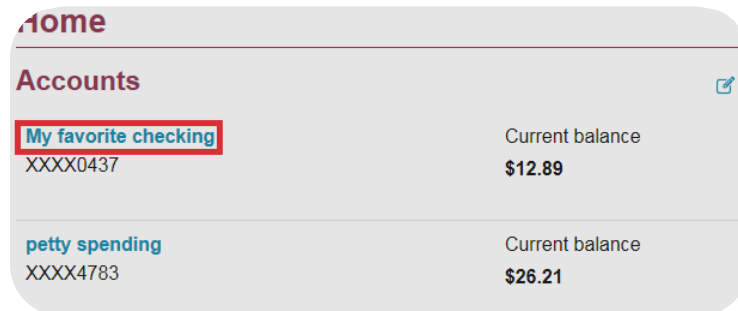 Home
Accounts
My favorite checking
Current balance
XXXX0437
$12.89
petty spending
Current balance
XXXX4783
$26.21